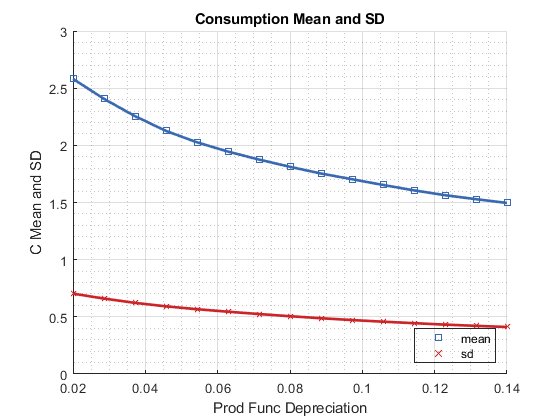 Consumption Mean and SD
3
2.5
2
1.5
1
0.5
0
C Mean and SD
mean
sd
0.02 0.04 0.06 0.08 0.1 0.12 0.14
Prod Func Depreciation